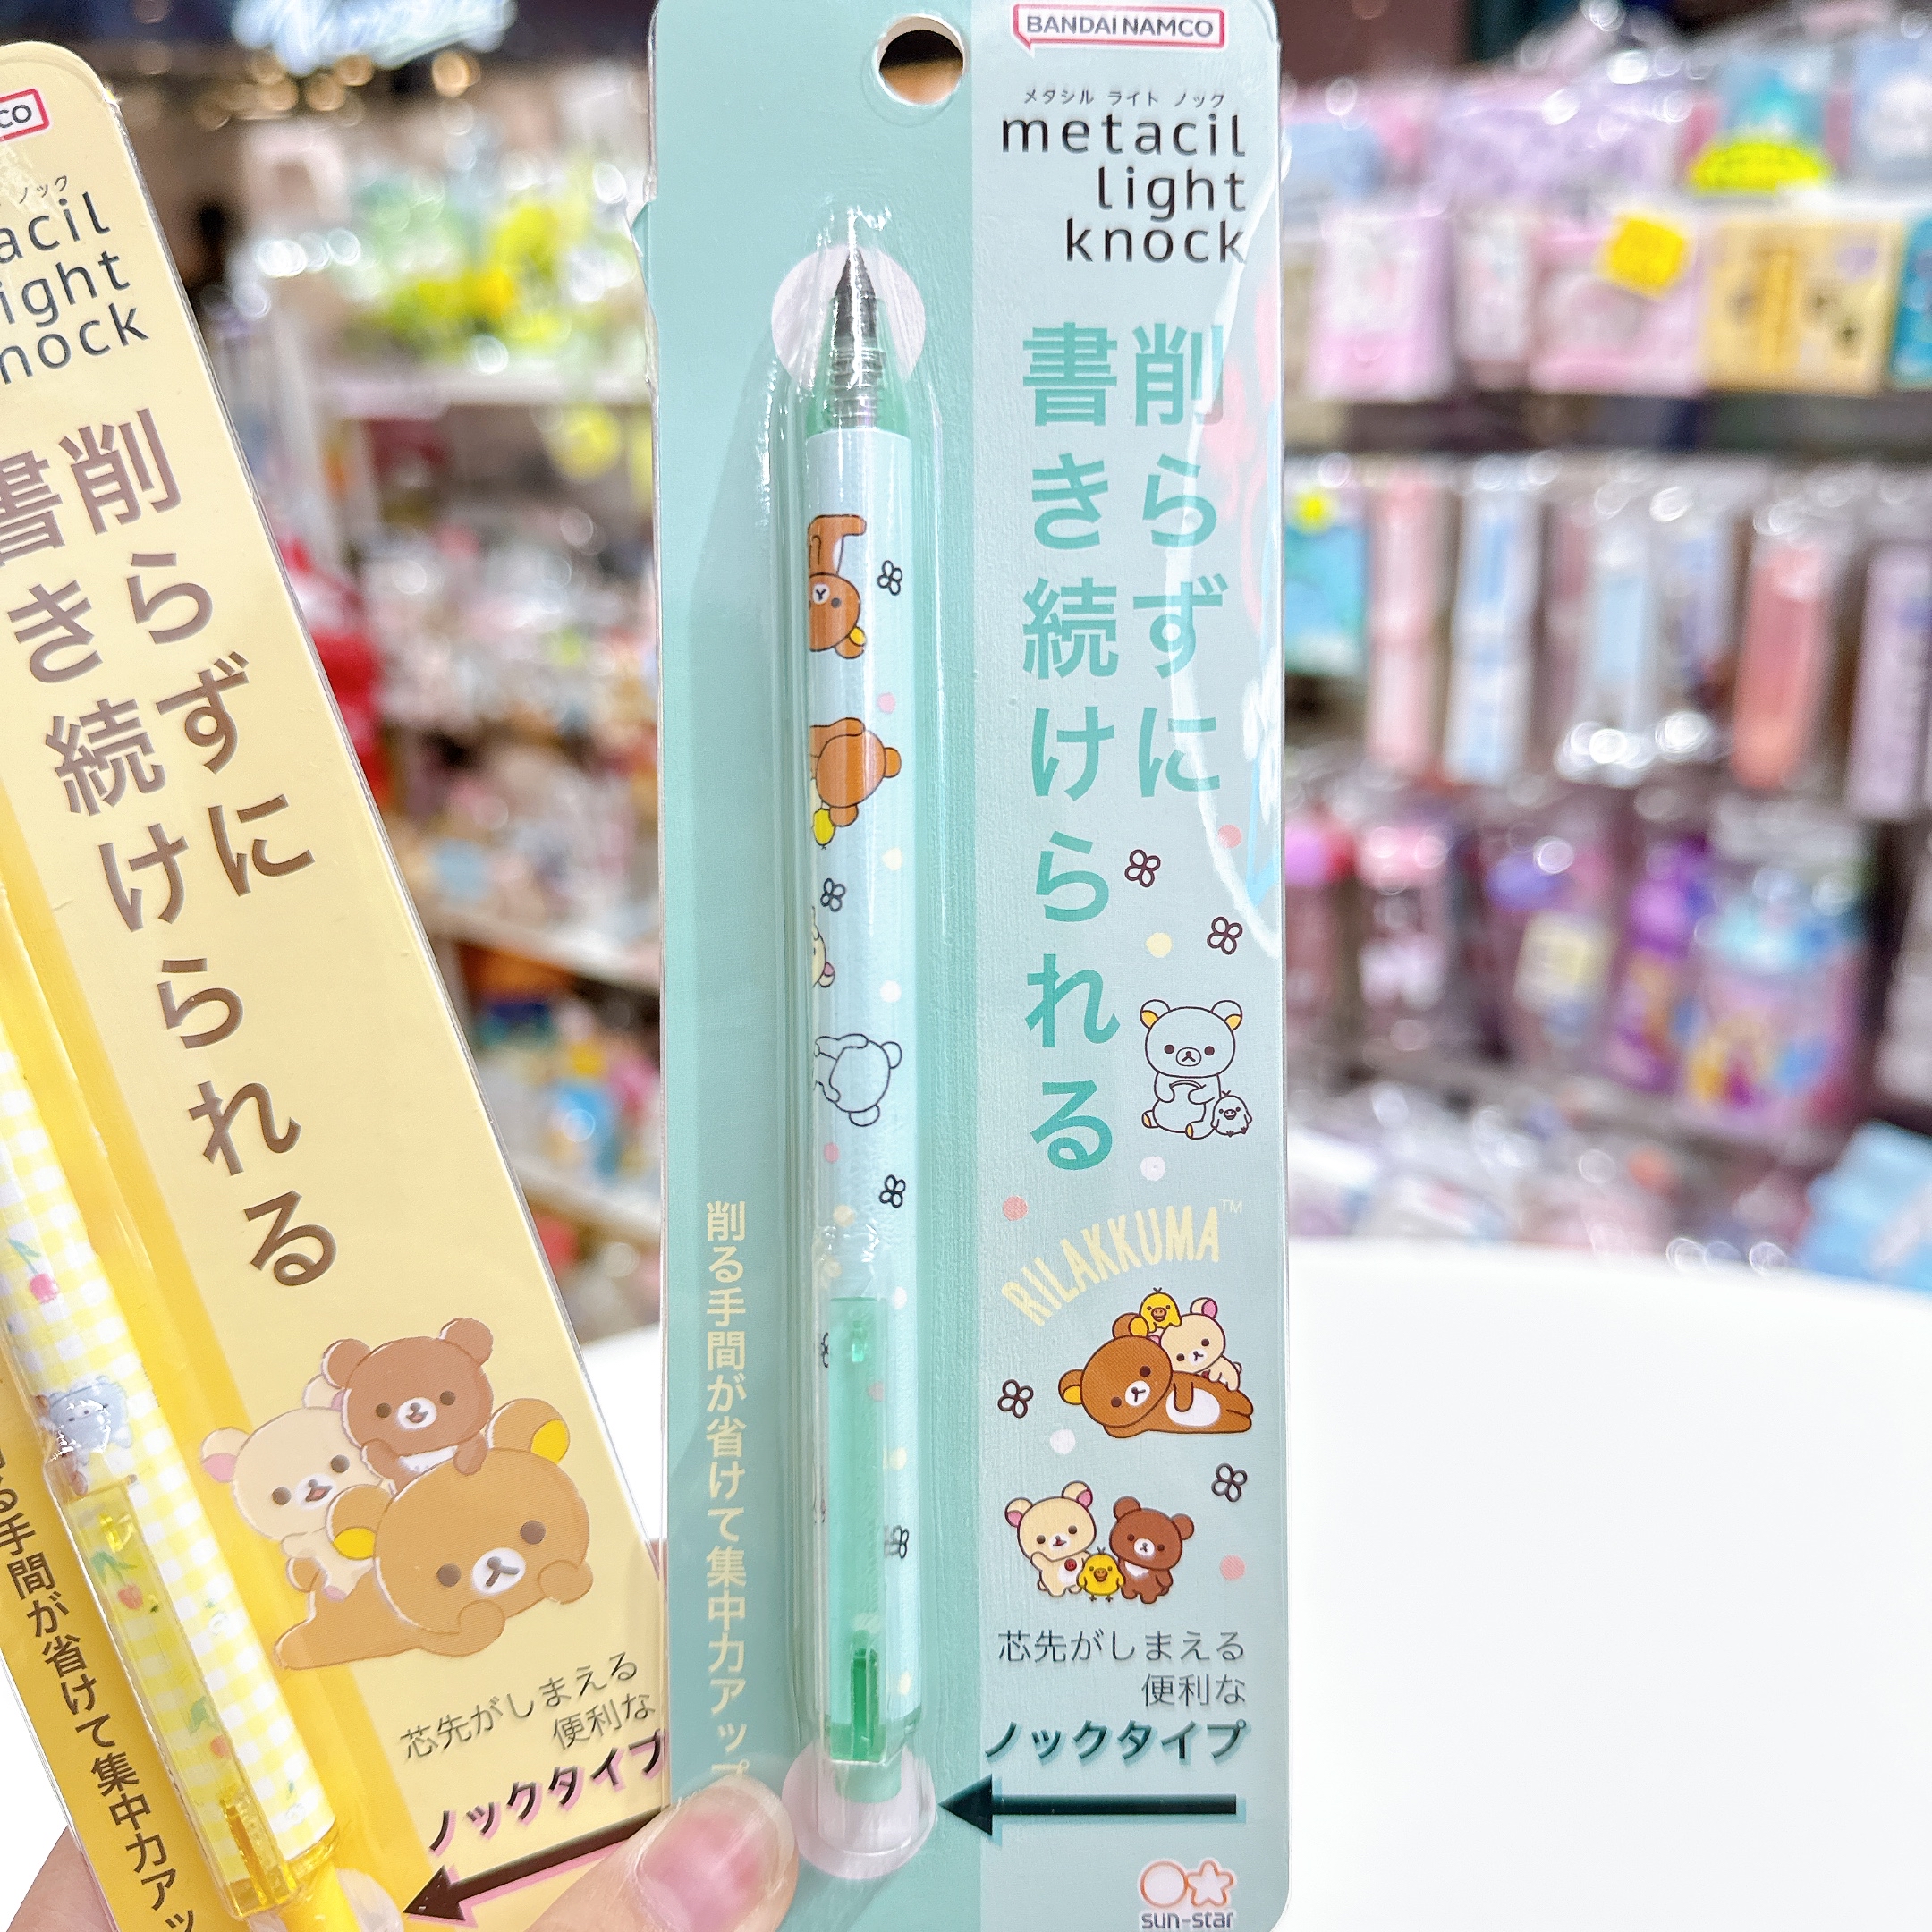 BANDAI NAMCO
メタシル ライト ノック
metacil
light
knock
削らずに
書き続けられる
削る手間が省けて集中力アップ
RILAKKUMA™
芯先がしまえる
便利な
ノックタイプ
sun-star
CO
ノック
acil
ight
nock
削らずに
書き続けられる
る手間が省けて集中力アッ
芯先がしまえる
便利な
ノックタイプ